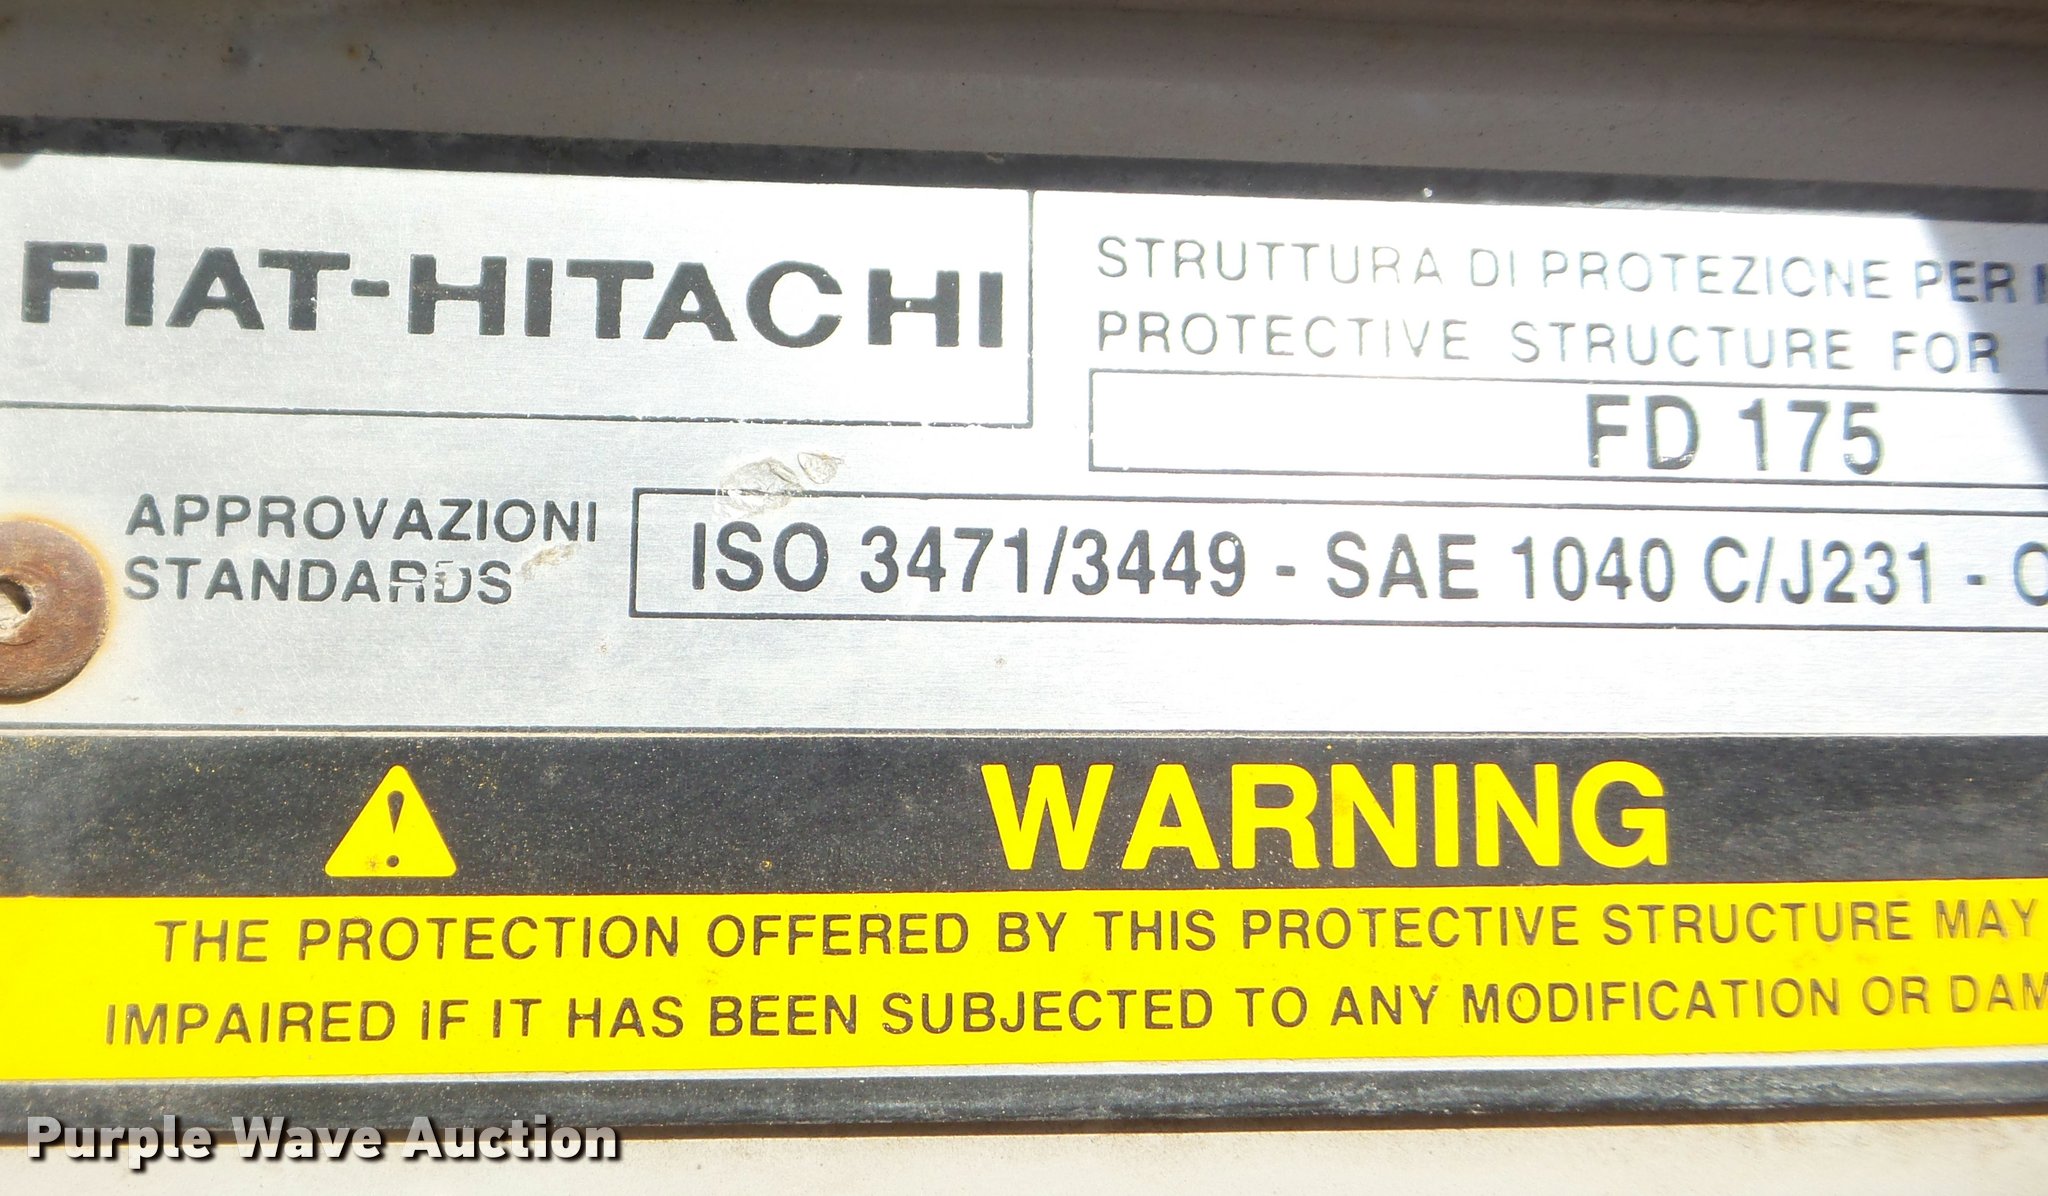 FIAT-HITACHI
STRUTTURA DI PROTEZIONE PER
PROTECTIVE STRUCTURE FOR
FD 175
APPROVAZIONI
STANDARDS
ISO 3471/3449 - SAE 1040 C/J231 -
WARNING
THE PROTECTION OFFERED BY THIS PROTECTIVE STRUCTURE MAY
IMPAIRED IF IT HAS BEEN SUBJECTED TO ANY MODIFICATION OR DAM
Purple Wave Auction